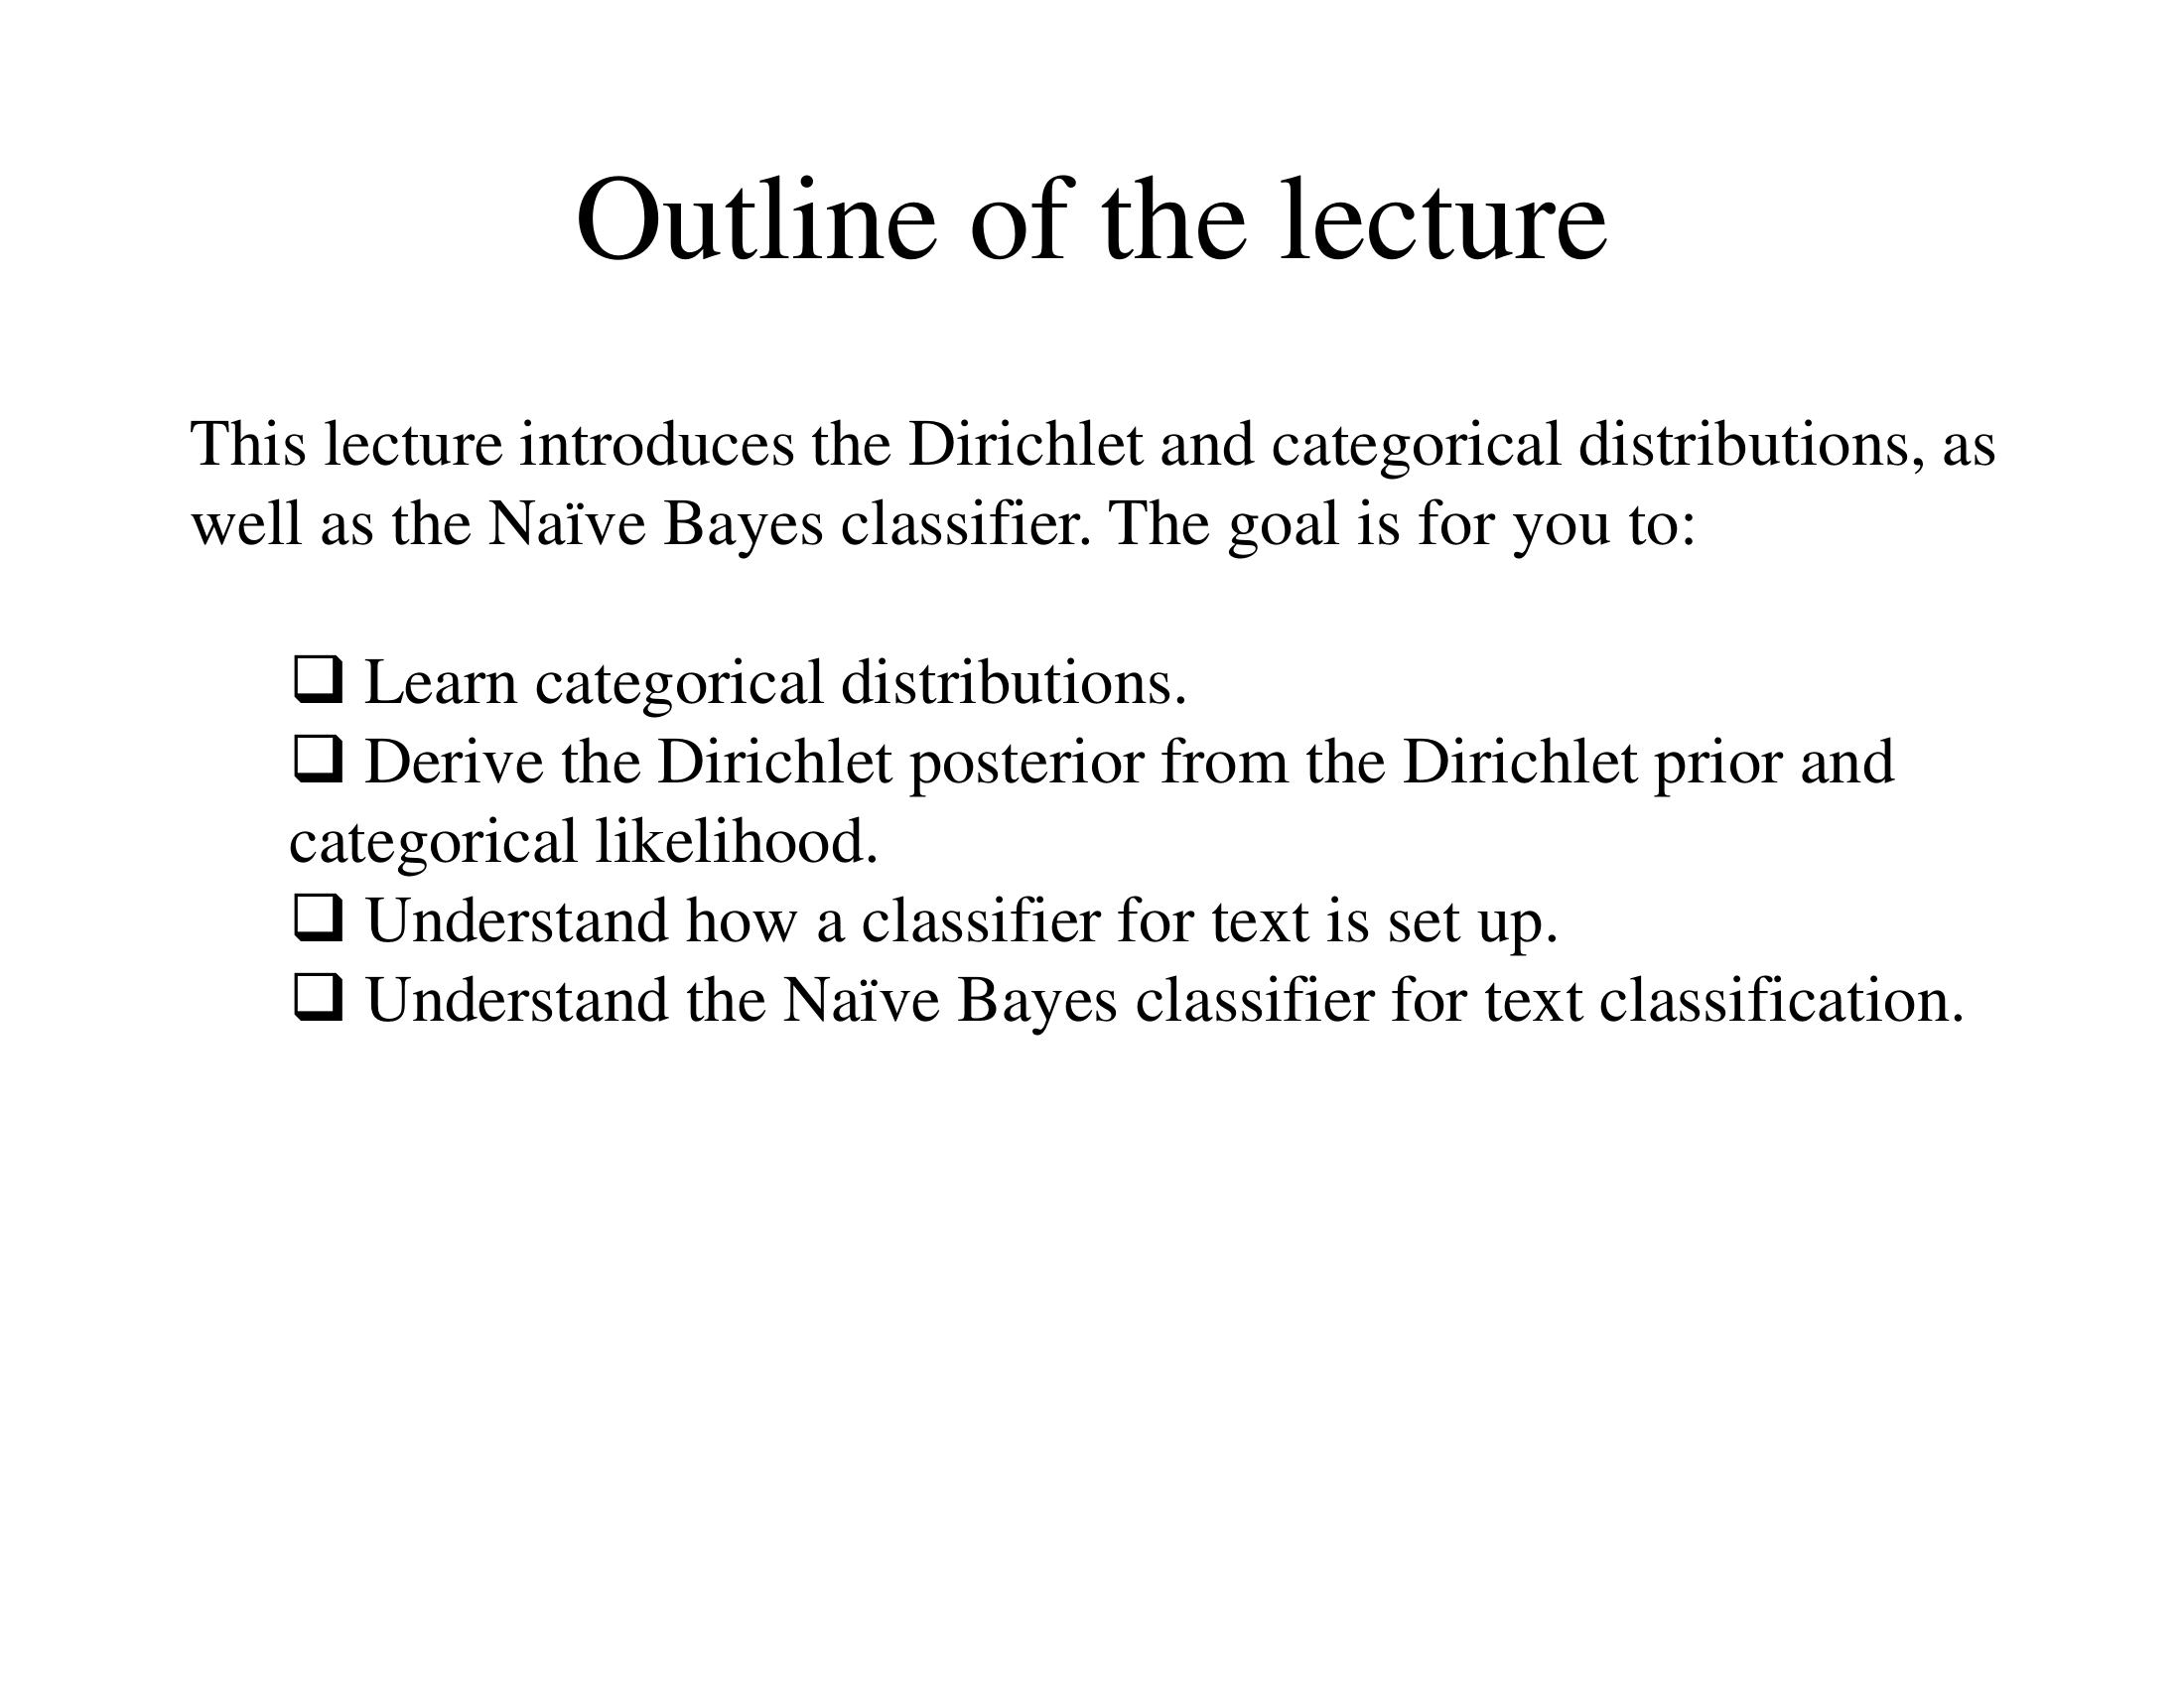 Outline of the lecture
This lecture introduces the Dirichlet and categorical distributions, as
well as the Naïve Bayes classifier. The goal is for you to:
❑ Learn categorical distributions.
❑ Derive the Dirichlet posterior from the Dirichlet prior and
categorical likelihood.
❑ Understand how a classifier for text is set up.
❑ Understand the Naïve Bayes classifier for text classification.